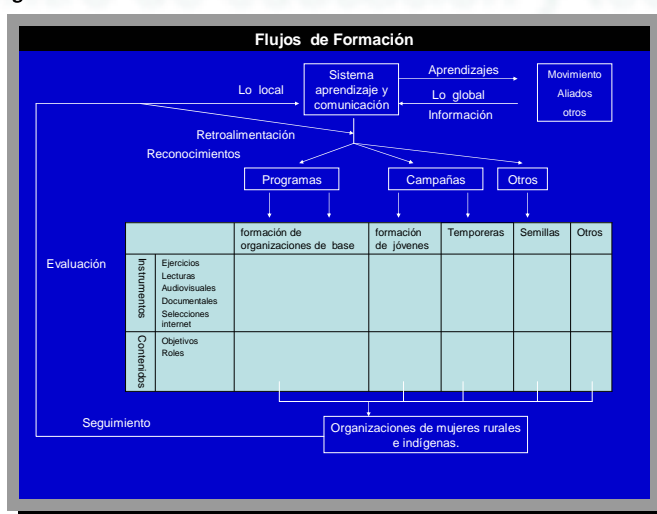 Flujos de Formación
Sistema
aprendizaje y
comunicación
Aprendizajes
Lo global
Información
Movimiento
Aliados
otros
Lo local
Retroalimentación
Reconocimientos
Programas
Campañas
Otros
formación de
organizaciones de base
formación
de jóvenes
Temporeras
Semillas
Otros
Evaluación
Instrumentos
Ejercicios
Lecturas
Audiovisuales
Documentales
Selecciones
internet
Contenidos
Objetivos
Roles
Seguimiento
Organizaciones de mujeres rurales
e indígenas.